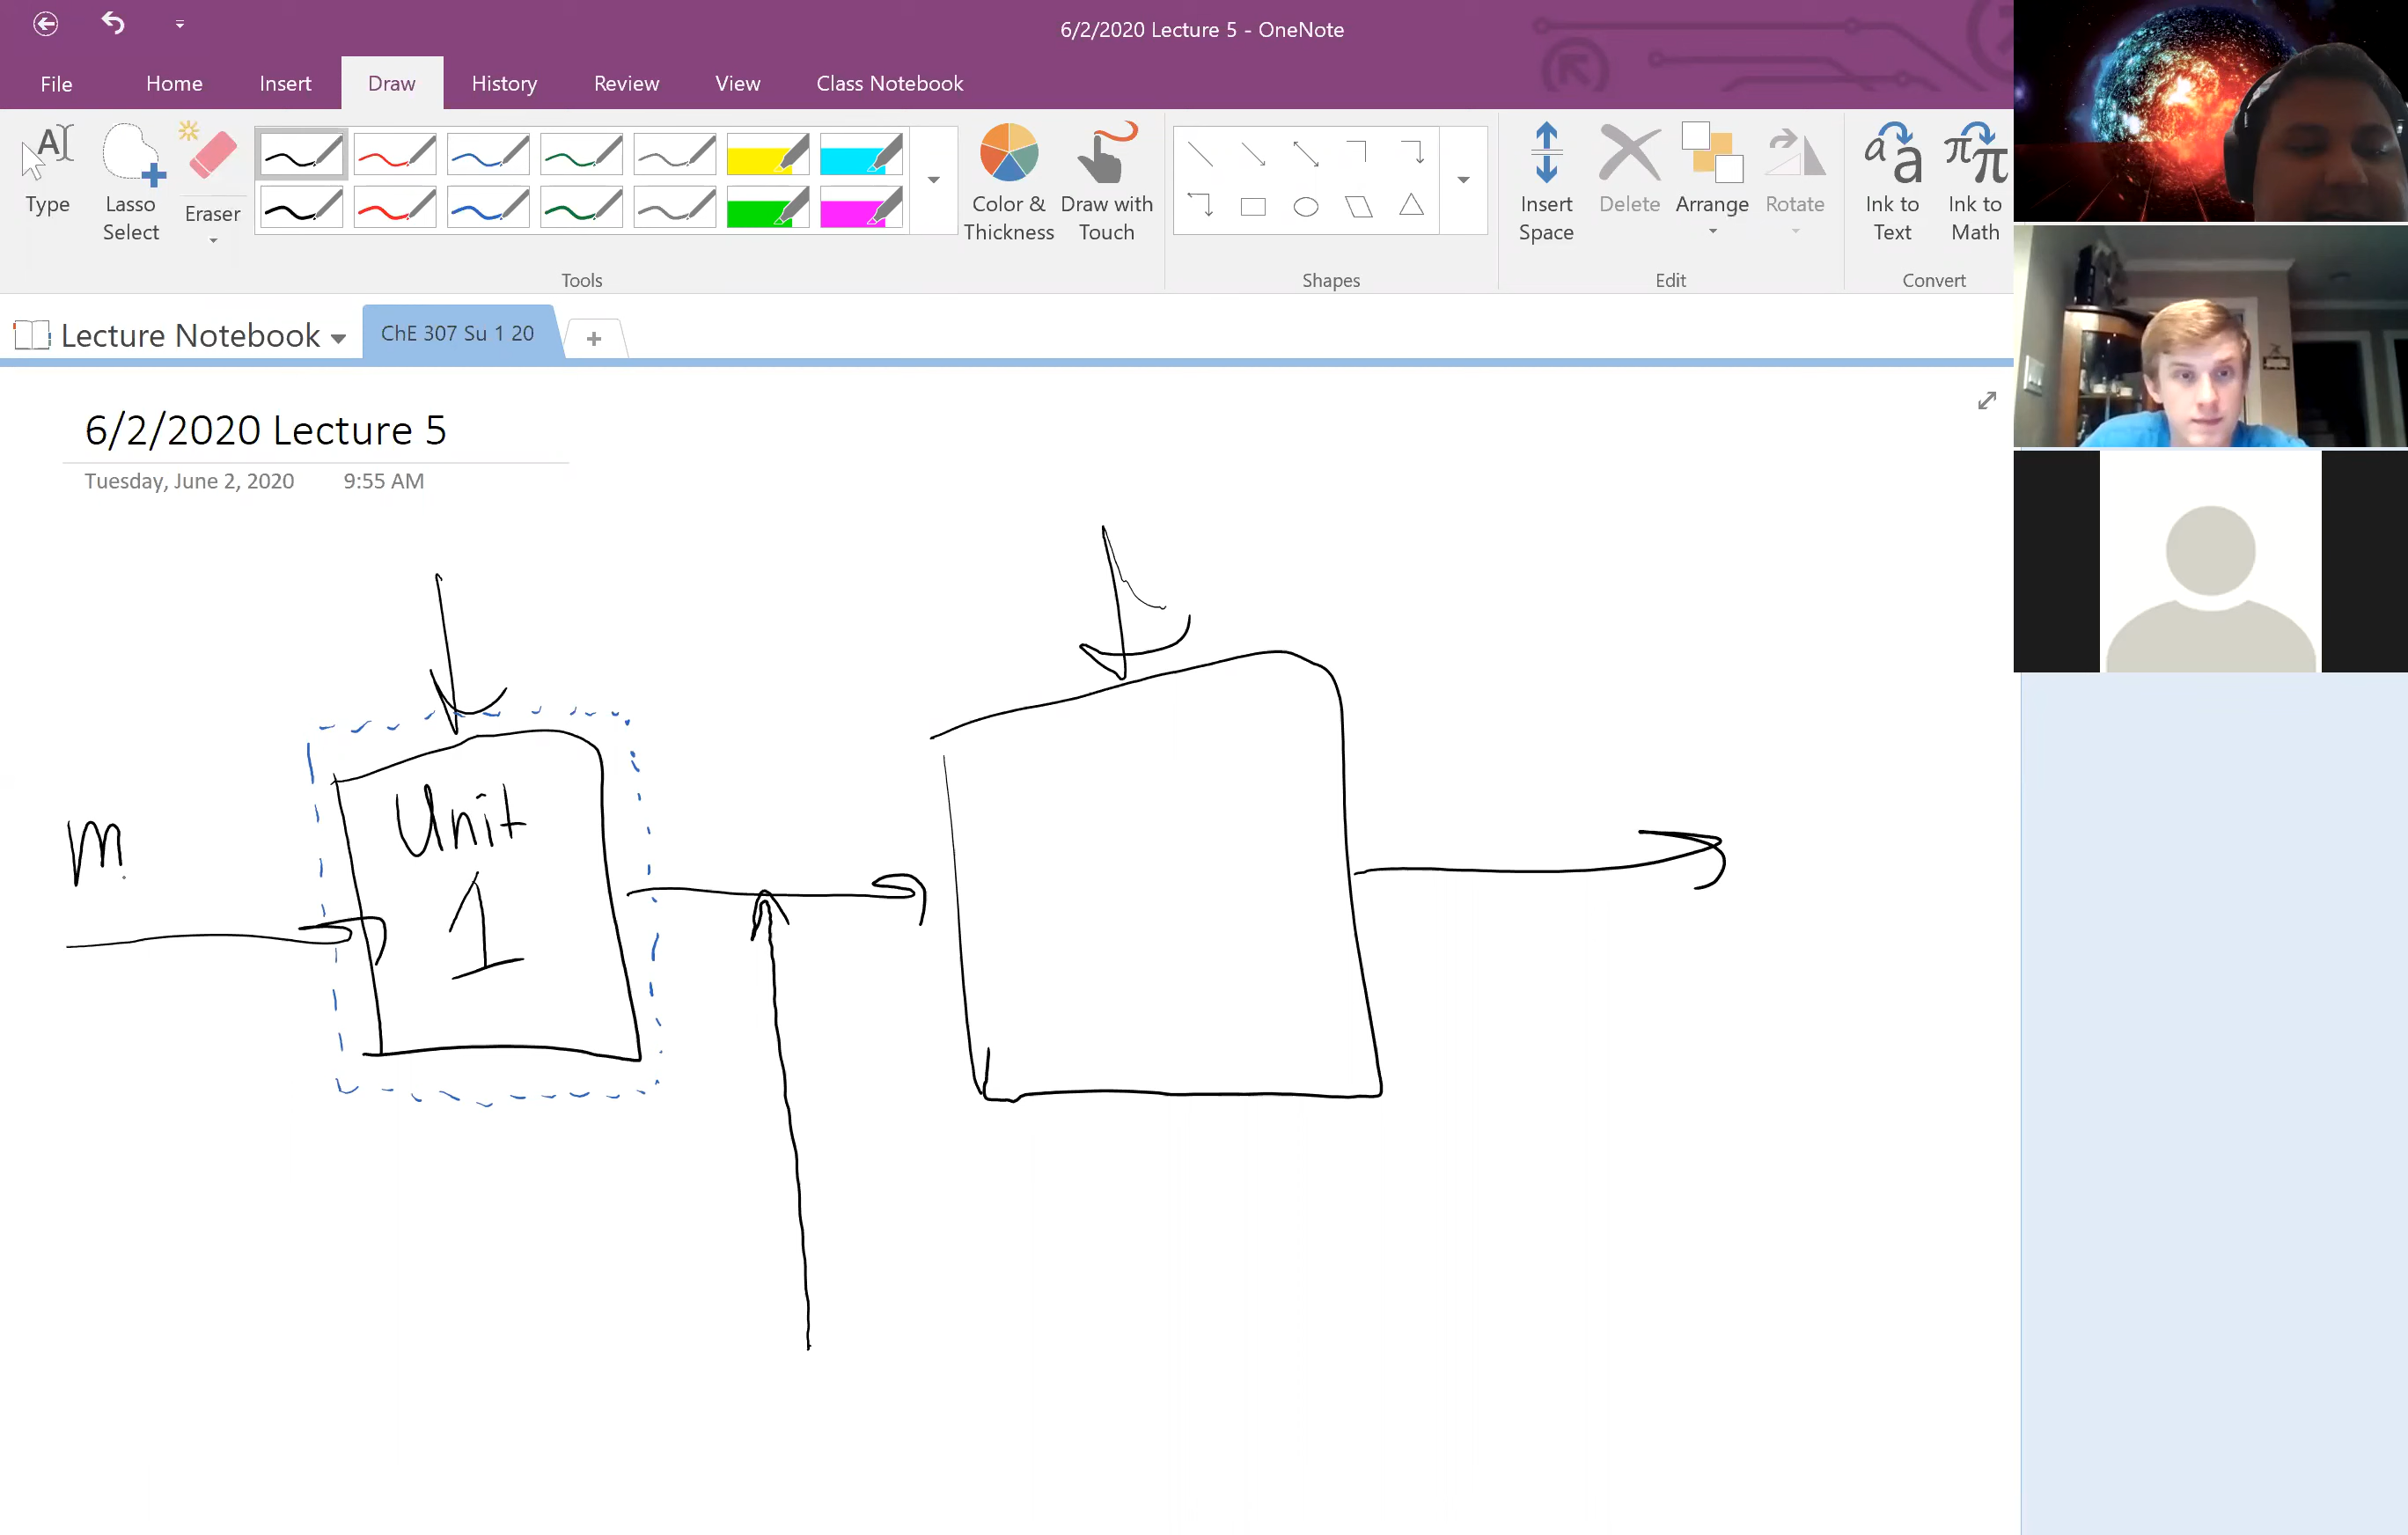 6/2/2020 Lecture 5 - OneNote
File Home Insert Draw History Review View Class Notebook
Type
Lasso Select
Eraser
Color & Thickness
Draw with Touch
Insert Space
Delete
Arrange
Rotate
Ink to Text
Ink to Math
Tools
Shapes
Edit
Convert
Lecture Notebook
ChE 307 Su 1 20
6/2/2020 Lecture 5
Tuesday, June 2, 2020 9:55 AM
m
Unit
1